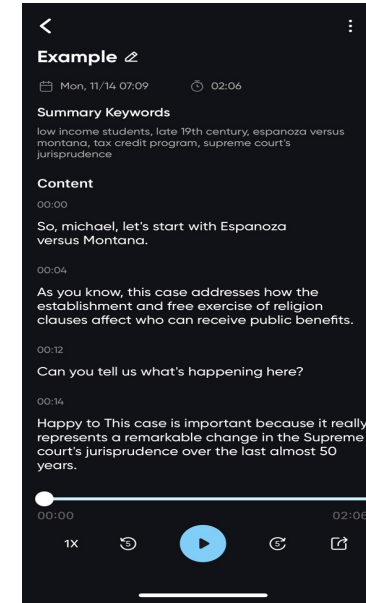 Example
Mon, 11/14 07:09 02:06
Summary Keywords
low income students, late 19th century, espanoza versus
montana, tax credit program, supreme court's
jurisprudence
Content
00:00
So, michael, let's start with Espanoza
versus Montana.
00:04
As you know, this case addresses how the
establishment and free exercise of religion
clauses affect who can receive public benefits.
00:12
Can you tell us what's happening here?
00:14
Happy to This case is important because it really
represents a remarkable change in the Supreme
court's jurisprudence over the last almost 50
years.
00:00 02:06
1X 5 5